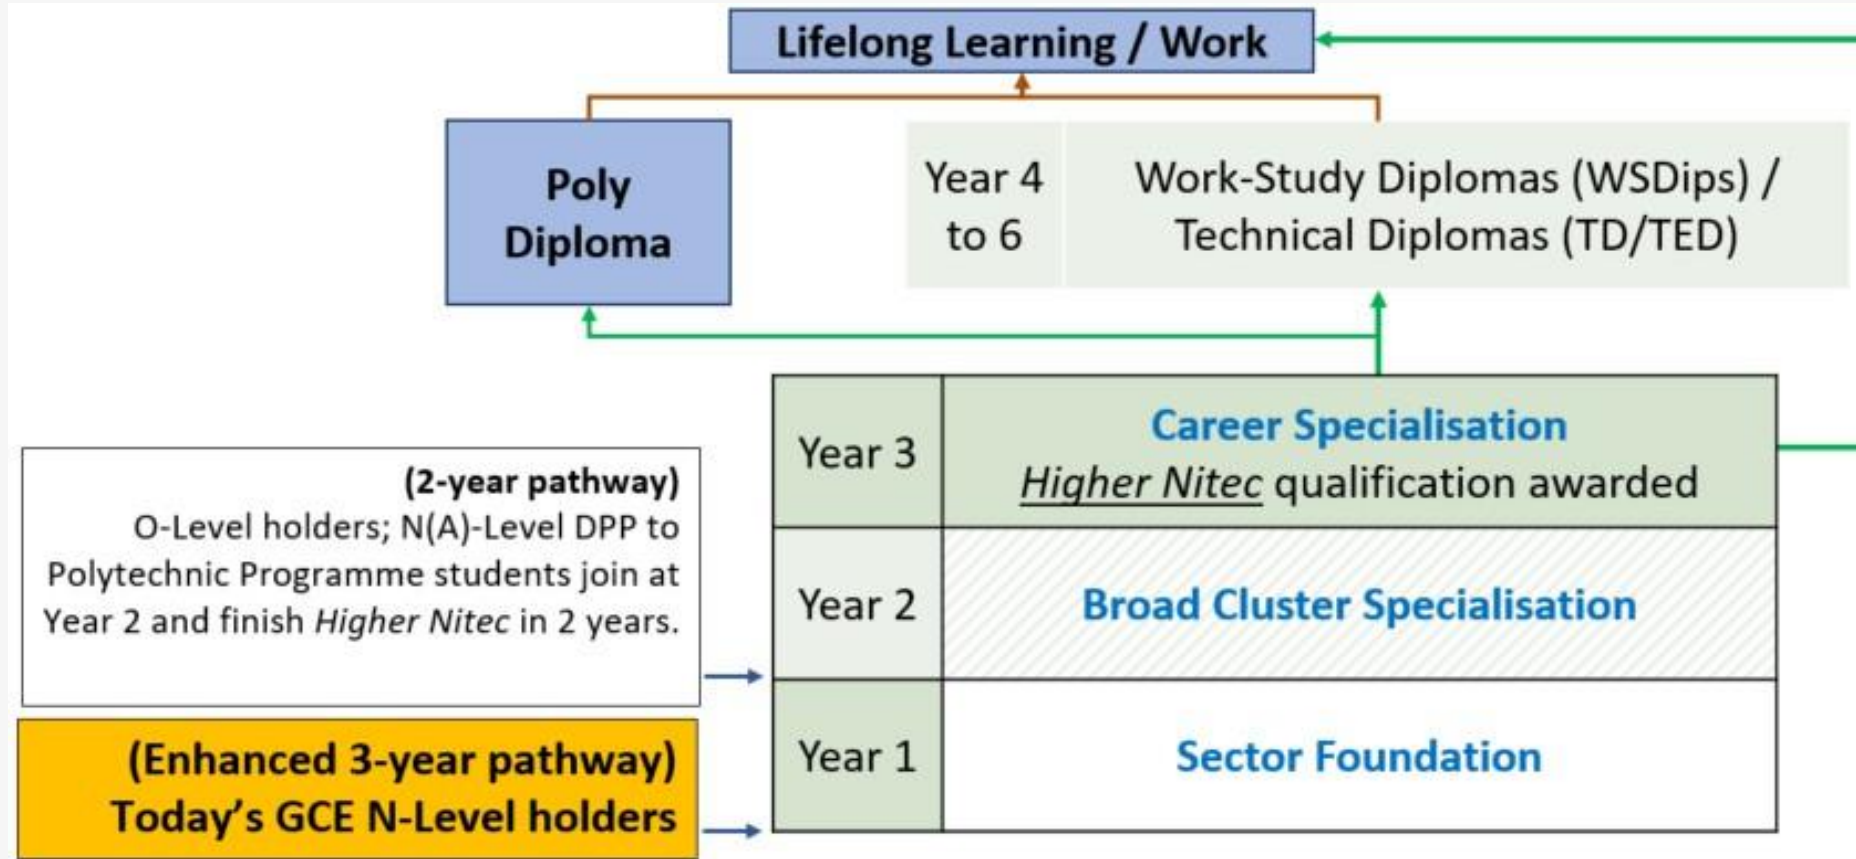 Lifelong Learning / Work
Poly
Diploma
Year 4
to 6
Work-Study Diplomas (WSDips) /
Technical Diplomas (TD/TED)
Year 3
Career Specialisation
Higher Nitec qualification awarded
(2-year pathway)
O-Level holders; N(A)-Level DPP to
Polytechnic Programme students join at
Year 2 and finish Higher Nitec in 2 years.
Year 2
Broad Cluster Specialisation
(Enhanced 3-year pathway)
Today's GCE N-Level holders
Year 1
Sector Foundation